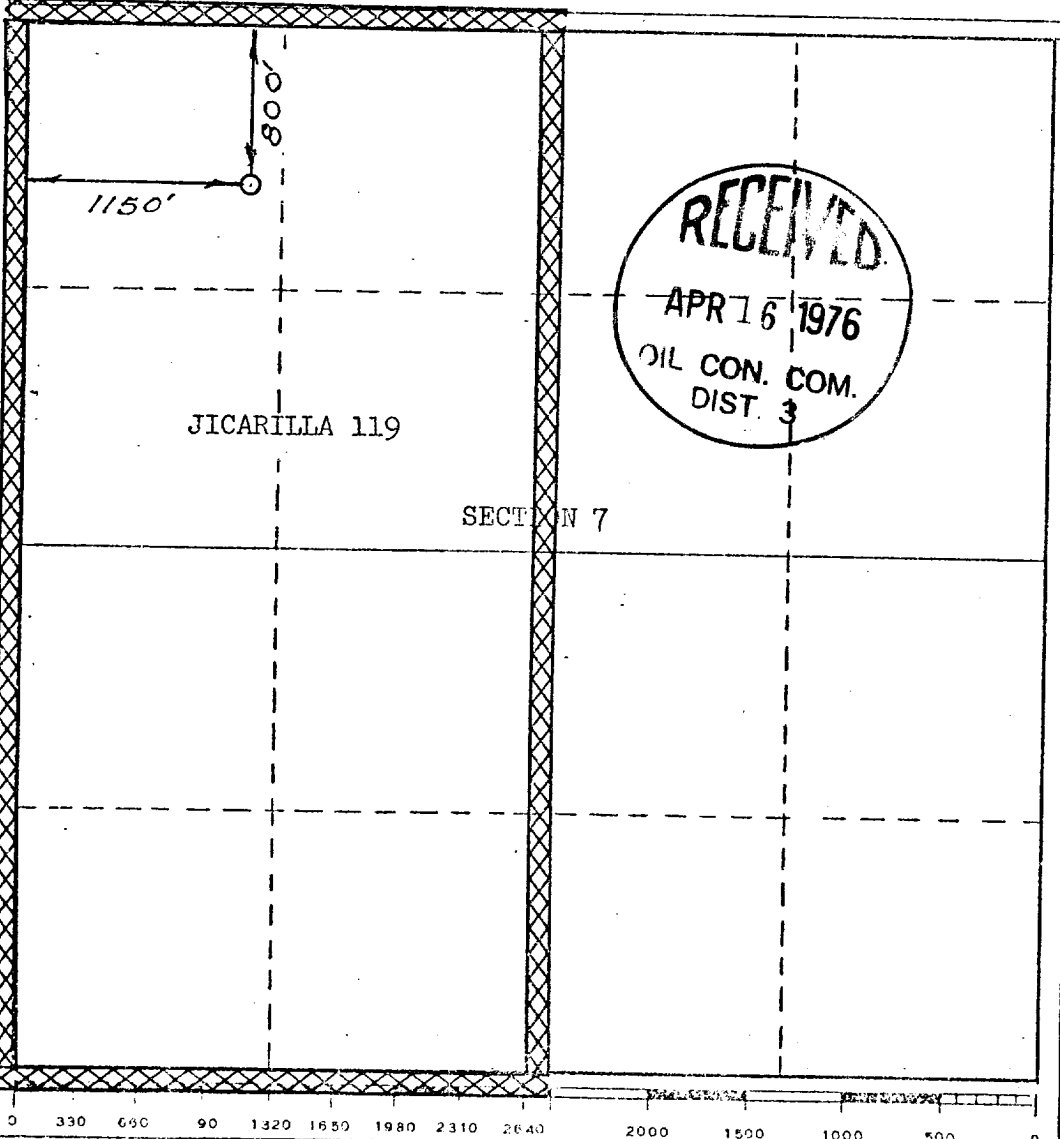 800'
1150'
RECEIVED
APR 16 1976
OIL CON. COM.
DIST. 3
JICARILLA 119
SECTION 7
0 330 660 90 1320 1650 1980 2310 2640 2000 1500 1000 500 0